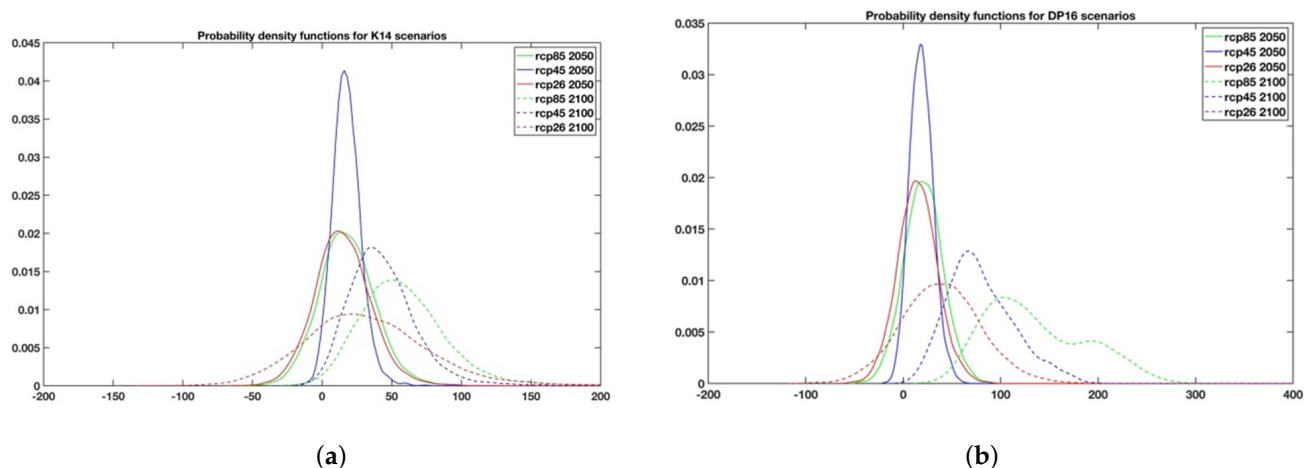 Probability density functions for K14 scenarios
0.045
0.04
0.035
0.03
0.025
0.02
0.015
0.01
0.005
0
-200
-150
-100
-50
0
50
100
150
200
rcp85 2050
rcp45 2050
rcp26 2050
rcp85 2100
rcp45 2100
rcp26 2100
(a)
Probability density functions for DP16 scenarios
0.035
0.03
0.025
0.02
0.015
0.01
0.005
0
-200
-100
0
100
200
300
400
rcp85 2050
rcp45 2050
rcp26 2050
rcp85 2100
rcp45 2100
rcp26 2100
(b)